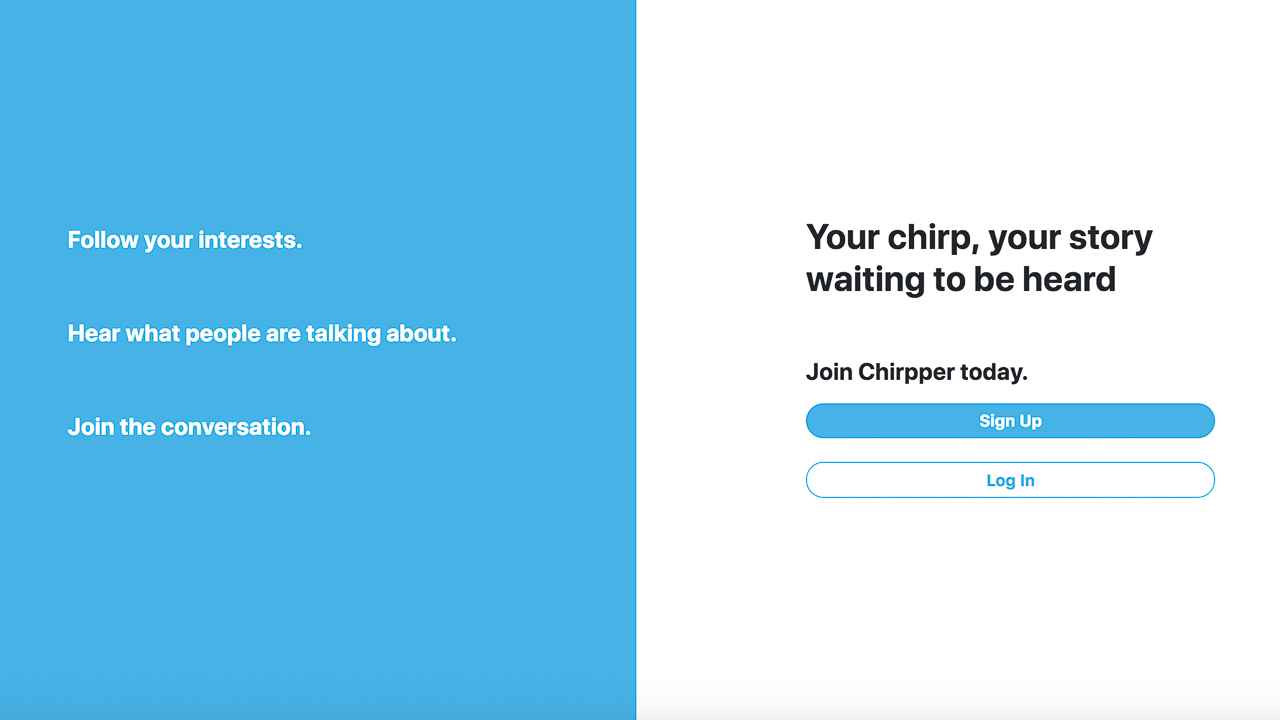 Follow your interests.
Hear what people are talking about.
Join the conversation.
Your chirp, your story
waiting to be heard
Join Chirpper today.
Sign Up
Log In